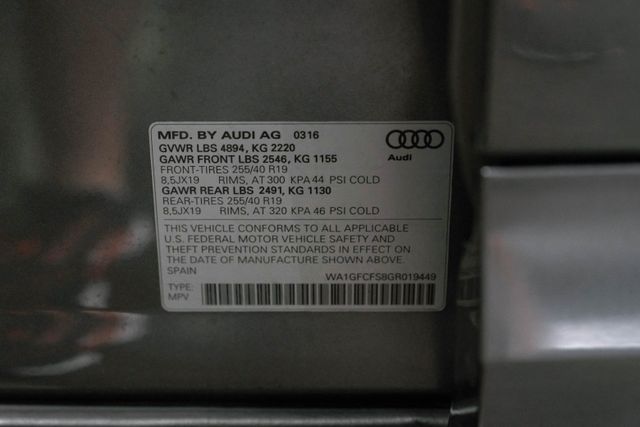 MFD. BY AUDI AG 0316
GVWR LBS 4894, KG 2220
GAWR FRONT LBS 2546, KG 1155
FRONT-TIRES 255/40 R19
8,5JX19 RIMS, AT 300 KPA 44 PSI COLD
GAWR REAR LBS 2491, KG 1130
REAR-TIRES 255/40 R19
8,5JX19 RIMS, AT 320 KPA 46 PSI COLD
Audi
THIS VEHICLE CONFORMS TO ALL APPLICABLE
U.S. FEDERAL MOTOR VEHICLE SAFETY AND
THEFT PREVENTION STANDARDS IN EFFECT ON
THE DATE OF MANUFACTURE SHOWN ABOVE.
SPAIN
WA1GFCFS8GR019449
TYPE:
MPV